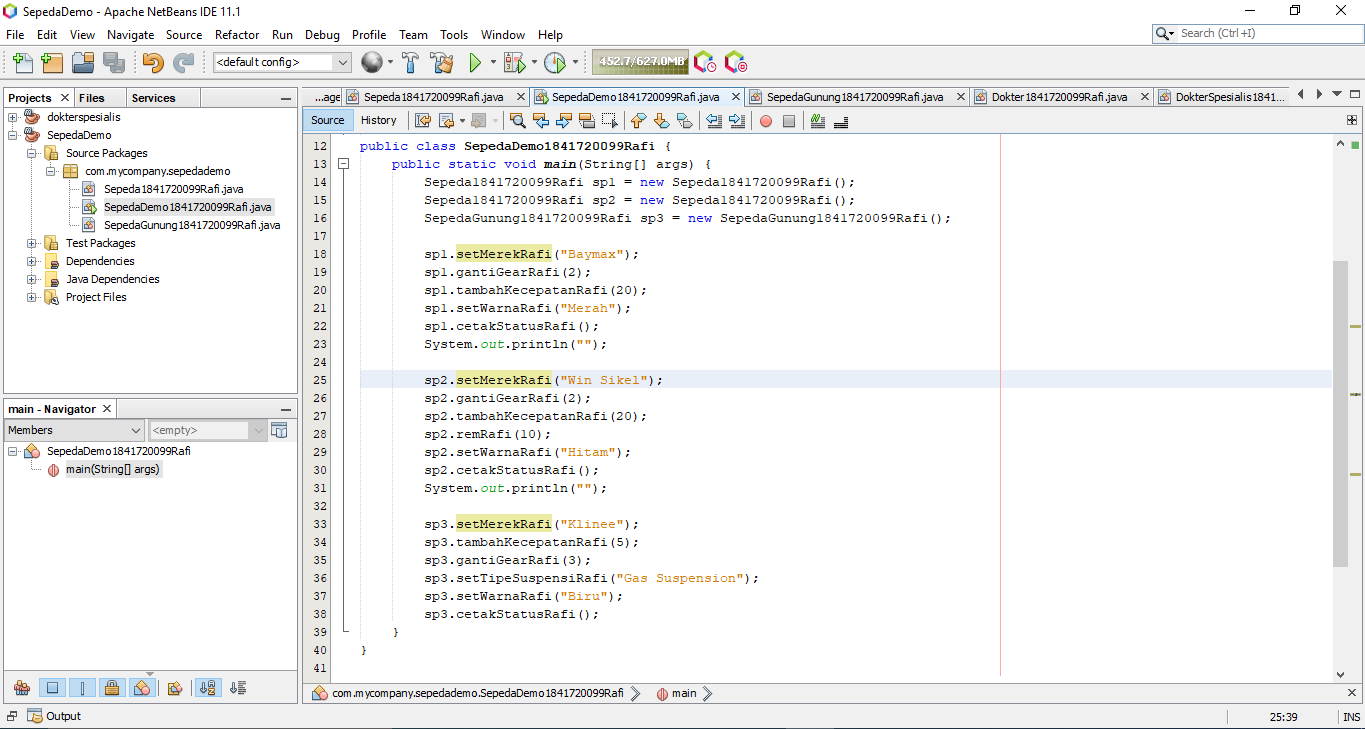 SepedaDemo - Apache NetBeans IDE 11.1
File Edit View Navigate Source Refactor Run Debug Profile Team Tools Window Help
Search (Ctrl+I)
<default config>
452.7/627.0MB
Projects Files Services
dokterspesialis
SepedaDemo
Source Packages
com.mycompany.sepedademo
Sepeda1841720099Rafi.java
SepedaDemo1841720099Rafi.java
SepedaGunung1841720099Rafi.java
Test Packages
Dependencies
Java Dependencies
Project Files
main - Navigator
Members <empty>
SepedaDemo1841720099Rafi
main(String[] args)
...age Sepeda1841720099Rafi.java SepedaDemo1841720099Rafi.java SepedaGunung1841720099Rafi.java Dokter1841720099Rafi.java DokterSpesialis1841...
Source History
12 public class SepedaDemo1841720099Rafi {
13 public static void main(String[] args) {
14 Sepeda1841720099Rafi sp1 = new Sepeda1841720099Rafi();
15 Sepeda1841720099Rafi sp2 = new Sepeda1841720099Rafi();
16 SepedaGunung1841720099Rafi sp3 = new SepedaGunung1841720099Rafi();
17
18 sp1.setMerekRafi("Baymax");
19 sp1.gantiGearRafi(2);
20 sp1.tambahKecepatanRafi(20);
21 sp1.setWarnaRafi("Merah");
22 sp1.cetakStatusRafi();
23 System.out.println("");
24
25 sp2.setMerekRafi("Win Sikel");
26 sp2.gantiGearRafi(2);
27 sp2.tambahKecepatanRafi(20);
28 sp2.remRafi(10);
29 sp2.setWarnaRafi("Hitam");
30 sp2.cetakStatusRafi();
31 System.out.println("");
32
33 sp3.setMerekRafi("Klinee");
34 sp3.tambahKecepatanRafi(5);
35 sp3.gantiGearRafi(3);
36 sp3.setTipeSuspensiRafi("Gas Suspension");
37 sp3.setWarnaRafi("Biru");
38 sp3.cetakStatusRafi();
39 }
40 }
41
com.mycompany.sepedademo.SepedaDemo1841720099Rafi main
Output
25:39 INS